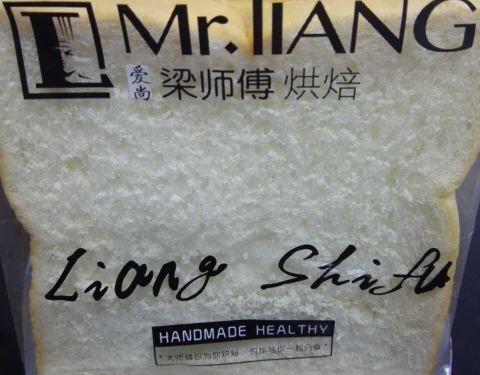 Mr.lIANG
爱尚 梁师傅 烘焙
Liang Shifu
HANDMADE HEALTHY